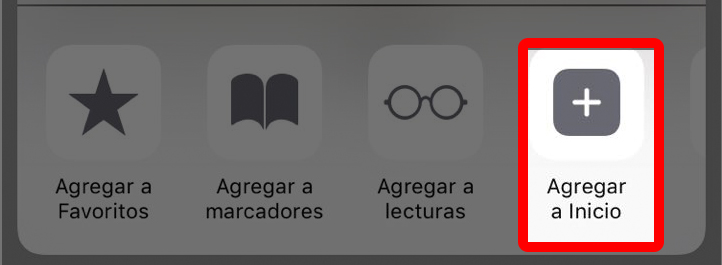 Agregar a
Favoritos
Agregar a
marcadores
Agregar a
lecturas
Agregar
a Inicio